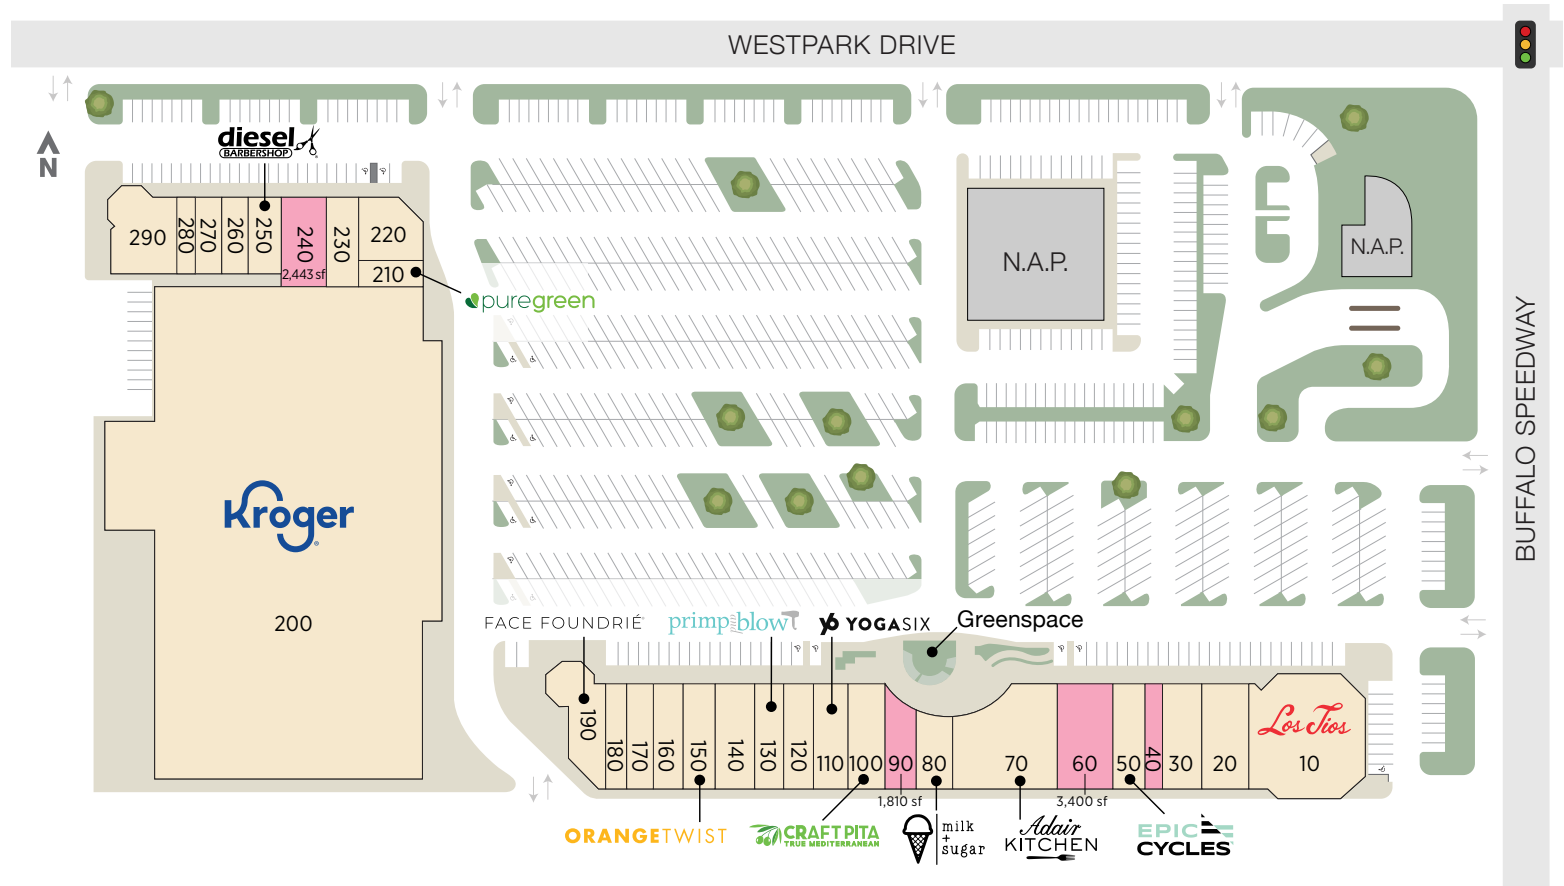 WESTPARK DRIVE
BUFFALO SPEEDWAY
N
diesel
BARBERSHOP
290
280
270
260
250
240
2,443 sf
230
220
210
puregreen
N.A.P.
N.A.P.
Kroger
200
FACE FOUNDRIÉ
primp blow
y6 YOGASIX
Greenspace
190
180
170
160
150
140
130
120
110
100
90
80
70
60
50
40
30
20
10
Los Tios
1,810 sf
3,400 sf
ORANGETWIST
CRAFT PITA
TRUE MEDITERRANEAN
milk
+
sugar
Adair
KITCHEN
EPIC
CYCLES